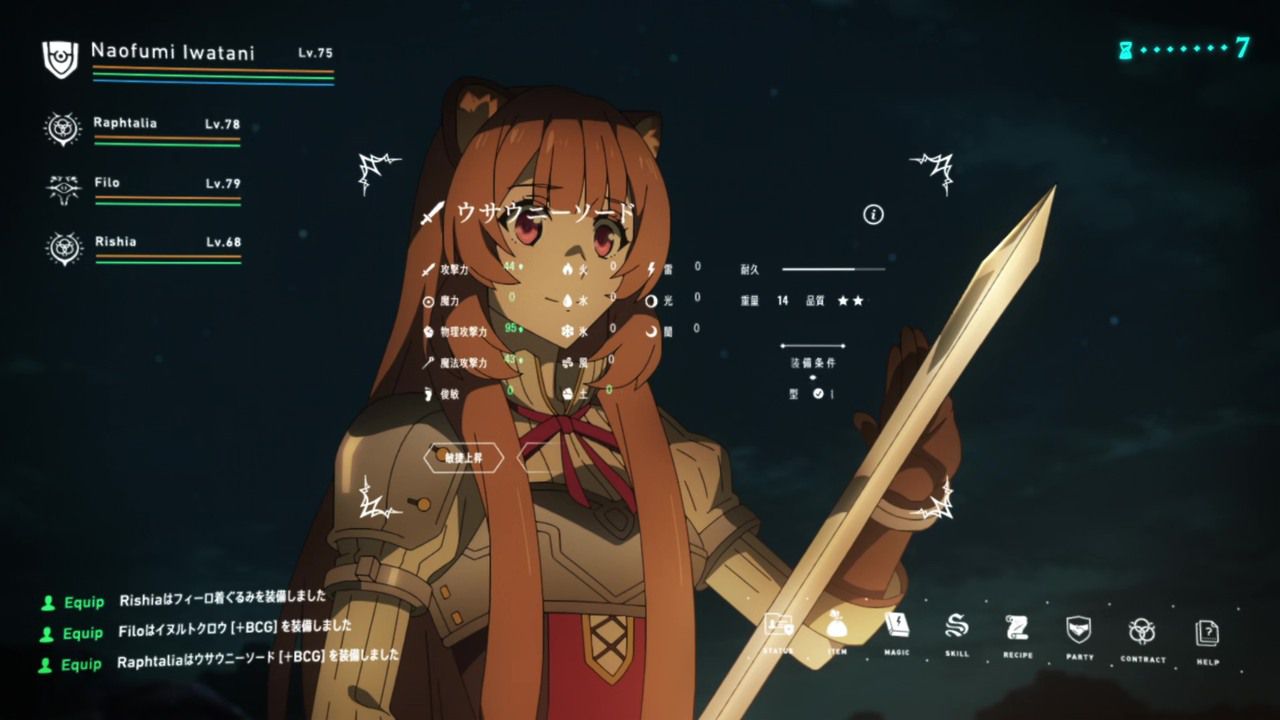 Naofumi Iwatani Lv.75
7
Raphtalia Lv.78
Filo Lv.79
Rishia Lv.68
ウサウニーソード
攻撃力 44 火 0 雷 0 耐久
魔力 0 水 0 光 0 重量 14 品質 ★★
物理攻撃力 95 氷 0 闇 0
魔法攻撃力 43 風 0 装備条件
俊敏 0 土 0 型
敏捷上昇
Equip Rishiaはフィーロ着ぐるみを装備しました
Equip Filoはイヌルトクロウ [+BCG] を装備しました
Equip Raphtaliaはウサウニーソード [+BCG] を装備しました
STATUS ITEM MAGIC SKILL RECIPE PARTY CONTRACT HELP